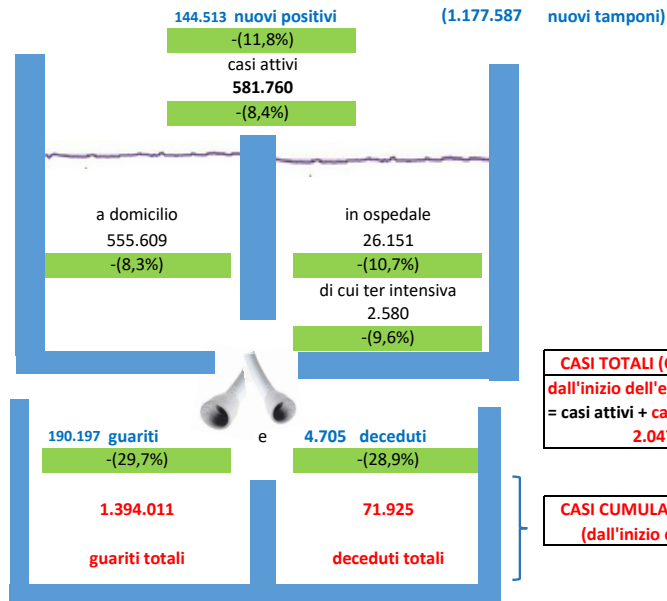 144.513 nuovi positivi (1.177.587 nuovi tamponi)
-(11,8%)
casi attivi
581.760
-(8,4%)
a domicilio in ospedale
555.609 26.151
-(8,3%) -(10,7%)
di cui ter intensiva
2.580
-(9,6%)
CASI TOTALI
dall'inizio
= casi attivi +
190.197 guariti e 4.705 deceduti
-(29,7%) -(28,9%)
1.394.011 71.925
CASI
(dall'inizio
guariti totali deceduti totali